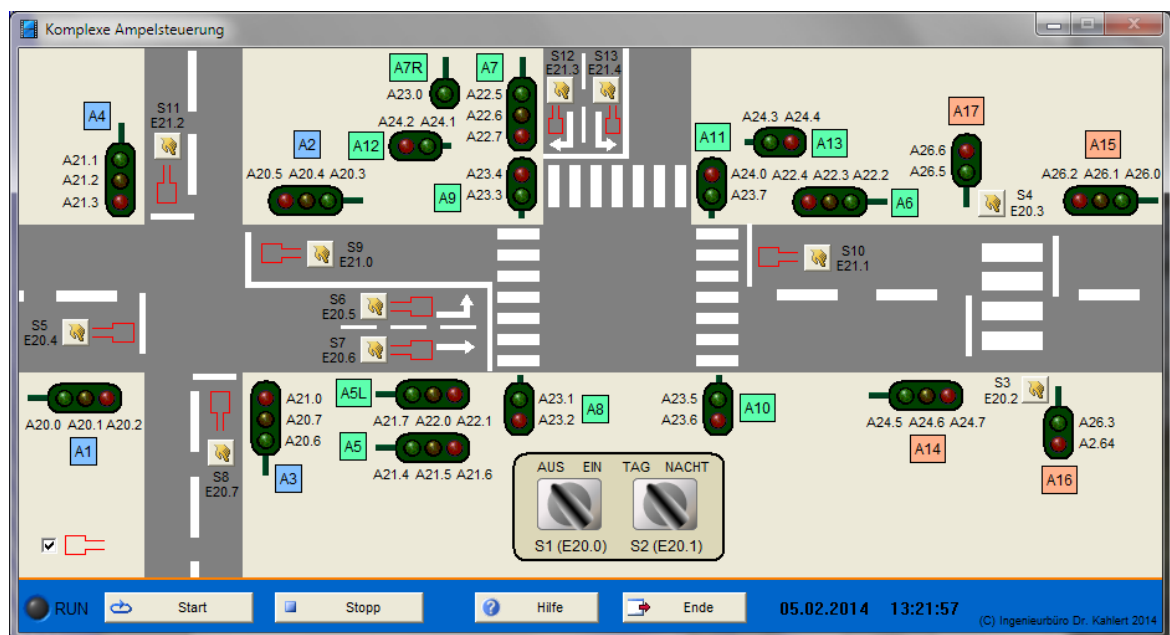 Komplexe Ampelsteuerung
A4
A21.1
A21.2
A21.3
S11
E21.2
A2
A20.5 A20.4 A20.3
A7R
A23.0
A7
A22.5
A22.6
A22.7
A24.2 A24.1
A12
A9
A23.4
A23.3
S12
E21.3
S13
E21.4
A11
A24.0
A23.7
A24.3 A24.4
A13
A22.4 A22.3 A22.2
A6
A17
A26.6
A26.5
S4
E20.3
A15
A26.2 A26.1 A26.0
S9
E21.0
S10
E21.1
S6
E20.5
S7
E20.6
S5
E20.4
A20.0 A20.1 A20.2
A1
S8
E20.7
A21.0
A20.7
A20.6
A3
A5L
A21.7 A22.0 A22.1
A5
A21.4 A21.5 A21.6
A23.1
A23.2
A8
A23.5
A23.6
A10
A24.5 A24.6 A24.7
A14
S3
E20.2
A26.3
A2.64
A16
AUS EIN TAG NACHT
S1 (E20.0) S2 (E20.1)
RUN Start Stopp Hilfe Ende 05.02.2014 13:21:57
(C) Ingenieurbüro Dr. Kahlert 2014